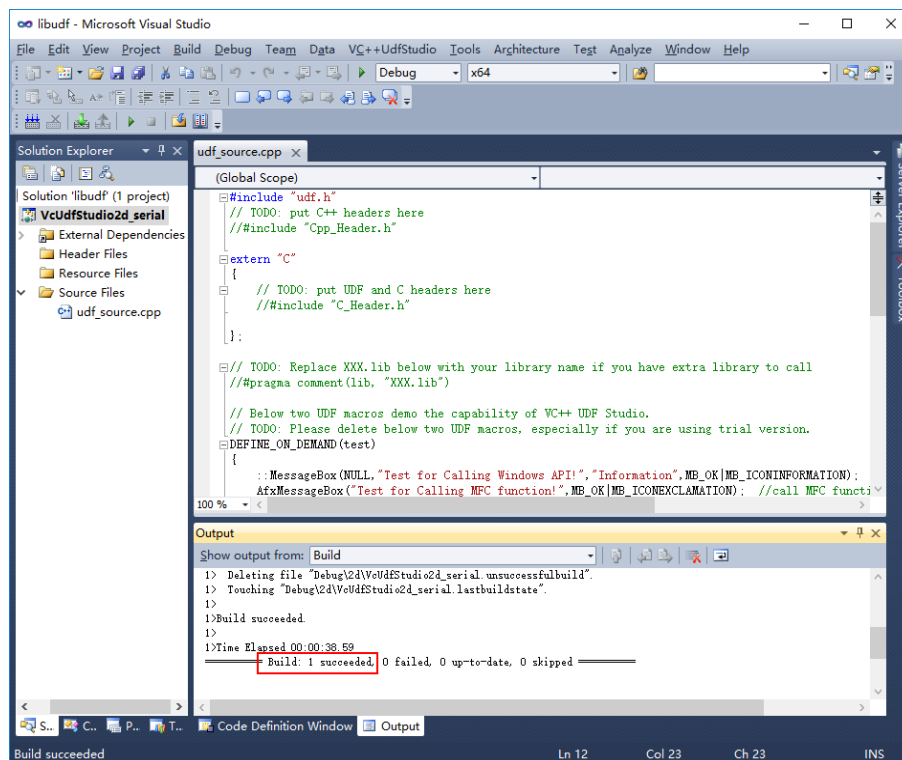 libudf - Microsoft Visual Studio
File Edit View Project Build Debug Team Data VC++UdfStudio Tools Architecture Test Analyze Window Help
Debug x64
Solution Explorer
udf_source.cpp
(Global Scope)
Solution 'libudf' (1 project)
VcUdfStudio2d_serial
External Dependencies
Header Files
Resource Files
Source Files
udf_source.cpp
#include "udf.h"
// TODO: put C++ headers here
//#include "Cpp_Header.h"
extern "C"
{
// TODO: put UDF and C headers here
//#include "C_Header.h"
};
// TODO: Replace XXX.lib below with your library name if you have extra library to call
//#pragma comment(lib, "XXX.lib")
// Below two UDF macros demo the capability of VC++ UDF Studio.
// TODO: Please delete below two UDF macros, especially if you are using trial version.
DEFINE_ON_DEMAND(test)
{
::MessageBox(NULL,"Test for Calling Windows API!","Information",MB_OK|MB_ICONINFORMATION);
AfxMessageBox("Test for Calling MFC function!",MB_OK|MB_ICONEXCLAMATION); //call MFC functi
100 %
Server Explorer
Toolbox
Output
Show output from: Build
1> Deleting file "Debug\2d\VcUdfStudio2d_serial.unsuccessfulbuild".
1> Touching "Debug\2d\VcUdfStudio2d_serial.lastbuildstate".
1>
1>Build succeeded.
1>
1>Time Elapsed 00:00:38.59
========== Build: 1 succeeded, 0 failed, 0 up-to-date, 0 skipped ==========
S... C... P... T... Code Definition Window Output
Build succeeded Ln 12 Col 23 Ch 23 INS